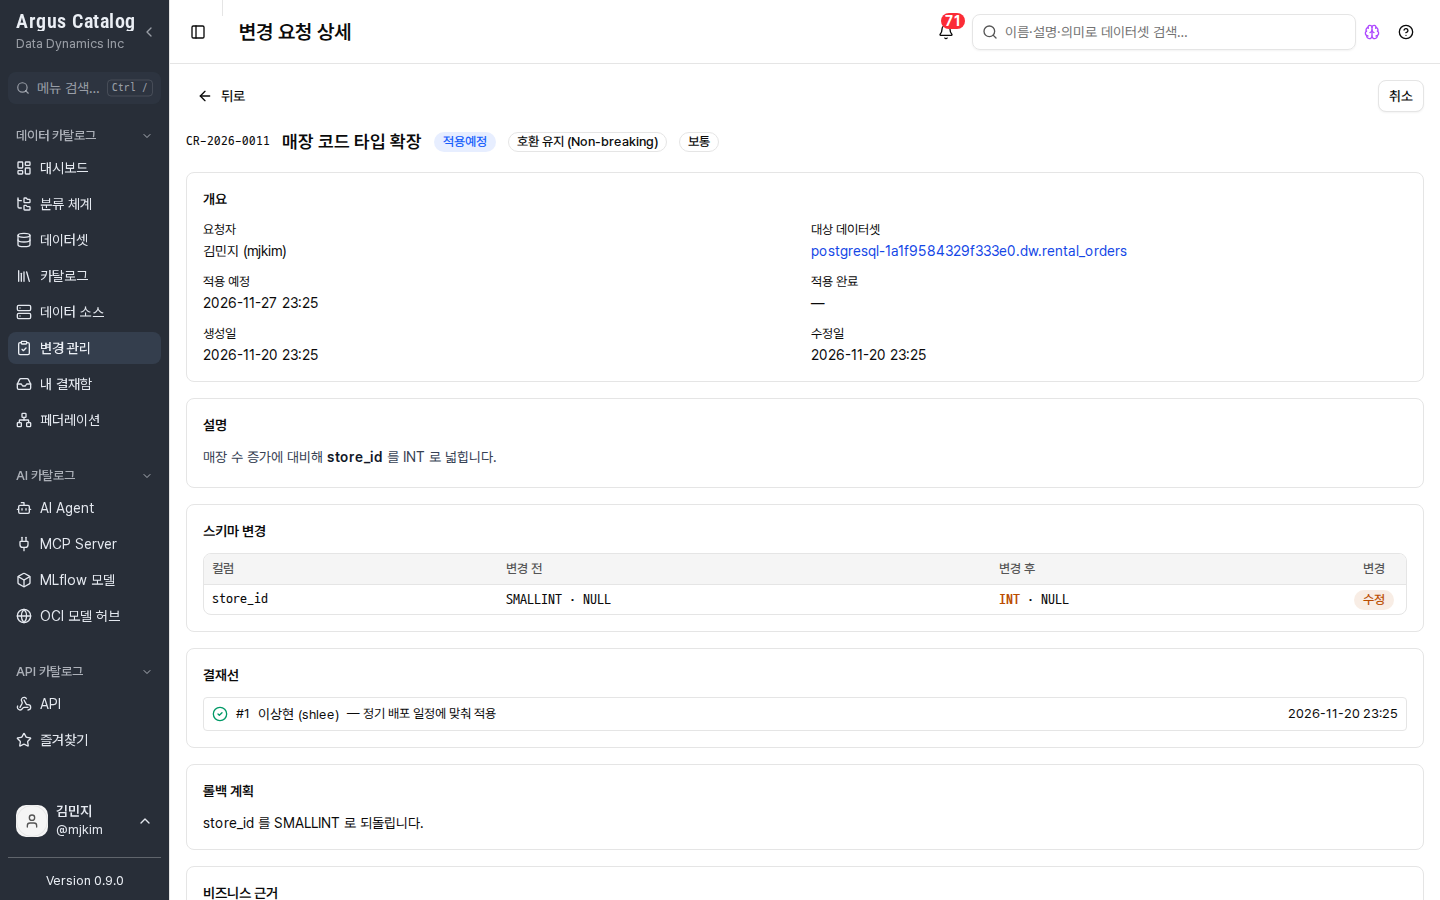 Argus Catalog
Data Dynamics Inc
메뉴 검색... Ctrl /
데이터 카탈로그
대시보드
분류 체계
데이터셋
카탈로그
데이터 소스
변경 관리
내 결재함
페더레이션
AI 카탈로그
AI Agent
MCP Server
MLflow 모델
OCI 모델 허브
API 카탈로그
API
즐겨찾기
김민지
@mjkim
Version 0.9.0
변경 요청 상세
71
이름·설명·의미로 데이터셋 검색...
뒤로
취소
CR-2026-0011 매장 코드 타입 확장 적용예정 호환 유지 (Non-breaking) 보통
개요
요청자 대상 데이터셋
김민지 (mjkim) postgresql-1a1f9584329f333e0.dw.rental_orders
적용 예정 적용 완료
2026-11-27 23:25 —
생성일 수정일
2026-11-20 23:25 2026-11-20 23:25
설명
매장 수 증가에 대비해 store_id 를 INT 로 넓힙니다.
스키마 변경
컬럼 변경 전 변경 후 변경
store_id SMALLINT · NULL INT · NULL 수정
결재선
#1 이상현 (shlee) — 정기 배포 일정에 맞춰 적용 2026-11-20 23:25
롤백 계획
store_id 를 SMALLINT 로 되돌립니다.
비즈니스 근거